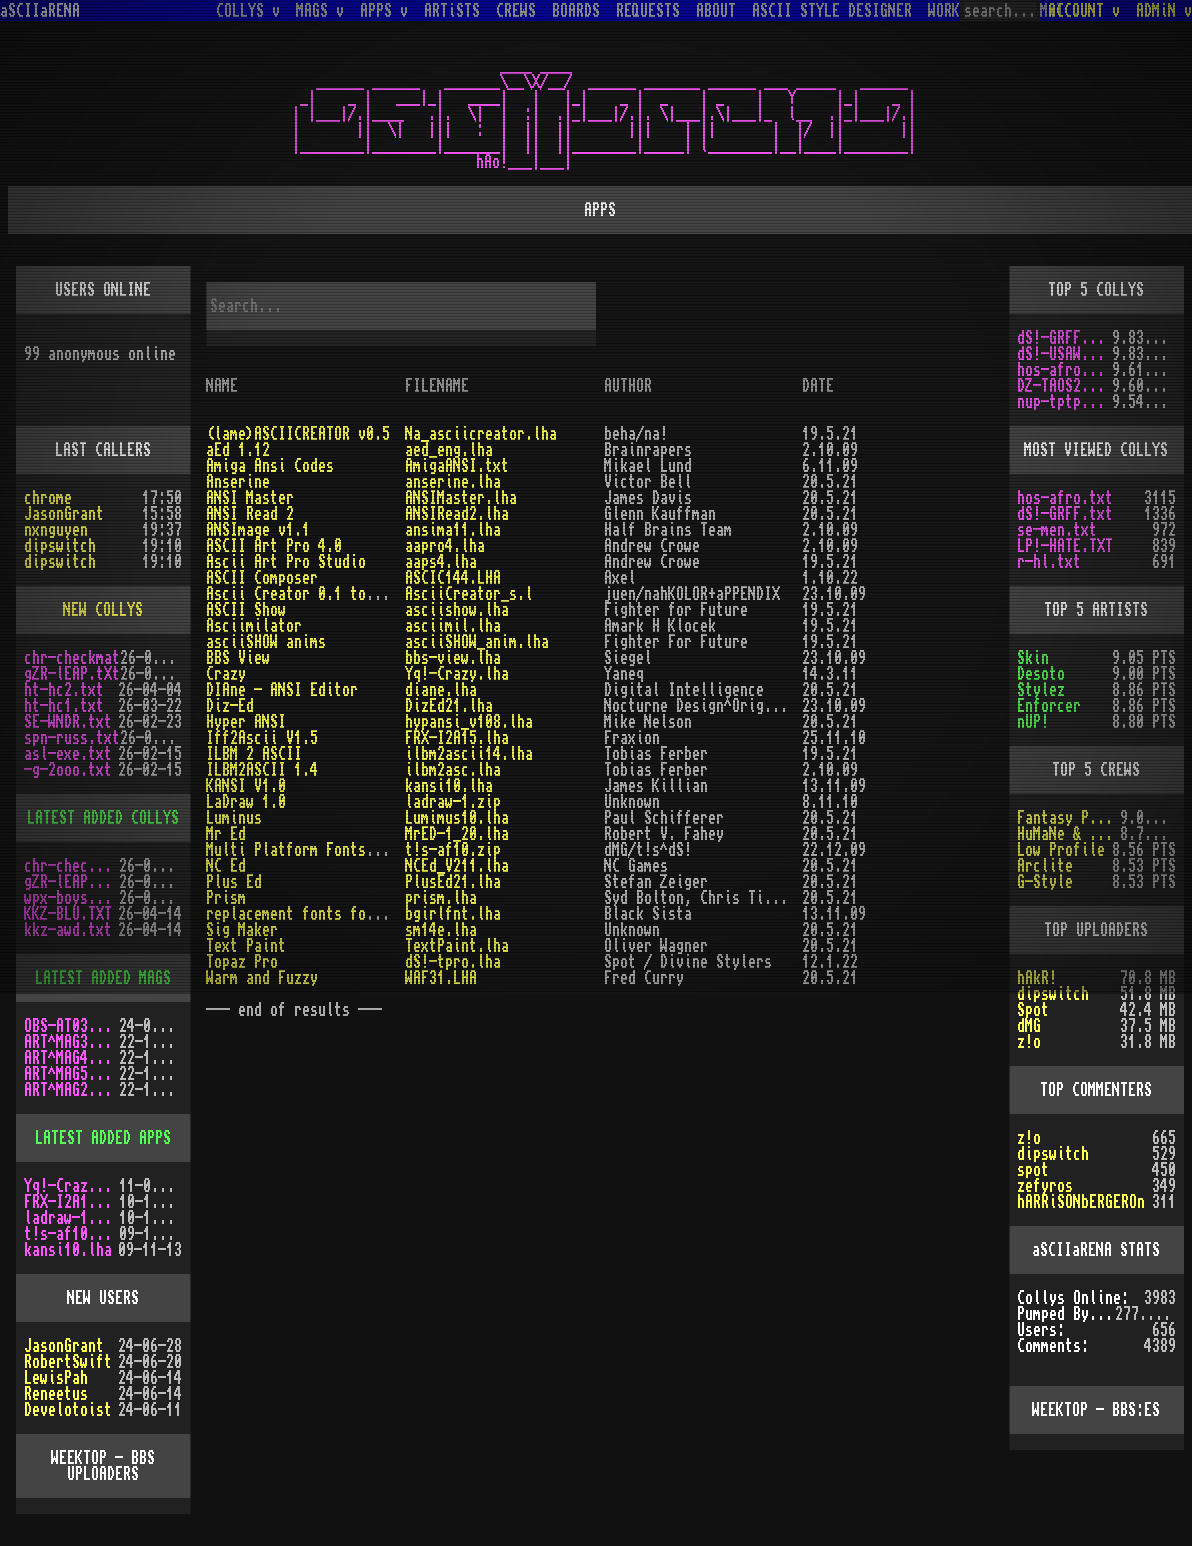 aSCIIaRENA COLLYS v MAGS v APPS v ARTiSTS CREWS BOARDS REQUESTS ABOUT ASCII STYLE DESIGNER WORK search... ACCOUNT v ADMiN v
hAo!
APPS
USERS ONLINE
99 anonymous online
LAST CALLERS
chrome 17:50
JasonGrant 15:58
nxnguyen 19:37
dipswitch 19:10
dipswitch 19:10
NEW COLLYS
chr-checkmat26-0...
gZR-lEAP.tXt26-0...
ht-hc2.txt 26-04-04
ht-hc1.txt 26-03-22
SE-WNDR.txt 26-02-23
spn-russ.txt26-0...
asl-exe.txt 26-02-15
-g-2ooo.txt 26-02-15
LATEST ADDED COLLYS
chr-chec... 26-0...
gZR-lEAP... 26-0...
wpx-boys... 26-0...
KKZ-BLU.TXT 26-04-14
kkz-awd.txt 26-04-14
LATEST ADDED MAGS
OBS-AT03... 24-0...
ART^MAG3... 22-1...
ART^MAG4... 22-1...
ART^MAG5... 22-1...
ART^MAG2... 22-1...
LATEST ADDED APPS
Yq!-Craz... 11-0...
FRX-I2A1... 10-1...
ladraw-1... 10-1...
t!s-af10... 09-1...
kansi10.lha 09-11-13
NEW USERS
JasonGrant 24-06-28
RobertSwift 24-06-20
LewisPah 24-06-14
Reneetus 24-06-14
Develotoist 24-06-11
WEEKTOP - BBS
UPLOADERS
Search...
NAME FILENAME AUTHOR DATE
(lame)ASCIICREATOR v0.5 Na_asciicreator.lha beha/na! 19.5.21
aEd 1.12 aed_eng.lha Brainrapers 2.10.09
Amiga Ansi Codes AmigaANSI.txt Mikael Lund 6.11.09
Anserine anserine.lha Victor Bell 20.5.21
ANSI Master ANSIMaster.lha James Davis 20.5.21
ANSI Read 2 ANSIRead2.lha Glenn Kauffman 20.5.21
ANSImage v1.1 ansima11.lha Half Brains Team 2.10.09
ASCII Art Pro 4.0 aapro4.lha Andrew Crowe 2.10.09
Ascii Art Pro Studio aaps4.lha Andrew Crowe 19.5.21
ASCII Composer ASCIC144.LHA Axel 1.10.22
Ascii Creator 0.1 to... AsciiCreator_s.l juen/nahKOLOR+aPPENDIX 23.10.09
ASCII Show asciishow.lha Fighter for Future 19.5.21
Asciimilator asciimil.lha Amark H Klocek 19.5.21
asciiSHOW anims asciiSHOW_anim.lha Fighter For Future 19.5.21
BBS View bbs-view.lha Siegel 23.10.09
Crazy Yq!-Crazy.lha Yaneq 14.3.11
DIAne - ANSI Editor diane.lha Digital Intelligence 20.5.21
Diz-Ed DizEd21.lha Nocturne Design^Orig... 23.10.09
Hyper ANSI hypansi_v108.lha Mike Nelson 20.5.21
Iff2Ascii V1.5 FRX-I2A15.lha Fraxion 25.11.10
ILBM 2 ASCII ilbm2ascii14.lha Tobias Ferber 19.5.21
ILBM2ASCII 1.4 ilbm2asc.lha Tobias Ferber 2.10.09
KANSI V1.0 kansi10.lha James Killian 13.11.09
LaDraw 1.0 ladraw-1.zip Unknown 8.11.10
Luminus Lumimus10.lha Paul Schifferer 20.5.21
Mr Ed MrED-1_20.lha Robert V. Fahey 20.5.21
Multi Platform Fonts... t!s-af10.zip dMG/t!s^dS! 22.12.09
NC Ed NCEd_V211.lha NC Games 20.5.21
Plus Ed PlusEd21.lha Stefan Zeiger 20.5.21
Prism prism.lha Syd Bolton, Chris Ti... 20.5.21
replacement fonts fo... bgirlfnt.lha Black Sista 13.11.09
Sig Maker sm14e.lha Unknown 20.5.21
Text Paint TextPaint.lha Oliver Wagner 20.5.21
Topaz Pro dS!-tpro.lha Spot / Divine Stylers 12.1.22
Warm and Fuzzy WAF31.LHA Fred Curry 20.5.21
--- end of results ---
TOP 5 COLLYS
dS!-GRFF... 9.83...
dS!-USAW... 9.83...
hos-afro... 9.61...
DZ-TAOS2... 9.60...
nup-tptp... 9.54...
MOST VIEWED COLLYS
hos-afro.txt 3115
dS!-GRFF.txt 1336
se-men.txt 972
LP!-HATE.TXT 839
r-hl.txt 691
TOP 5 ARTISTS
Skin 9.05 PTS
Desoto 9.00 PTS
Stylez 8.86 PTS
Enforcer 8.86 PTS
nUP! 8.80 PTS
TOP 5 CREWS
Fantasy P... 9.0...
HuMaNe & ... 8.7...
Low Profile 8.56 PTS
Arclite 8.53 PTS
G-Style 8.53 PTS
TOP UPLOADERS
hAkR! 70.8 MB
dipswitch 51.8 MB
Spot 42.4 MB
dMG 37.5 MB
z!o 31.8 MB
TOP COMMENTERS
z!o 665
dipswitch 529
spot 450
zefyros 349
hARRiSONbERGEROn 311
aSCIIaRENA STATS
Collys Online: 3983
Pumped By...277....
Users: 656
Comments: 4389
WEEKTOP - BBS:ES